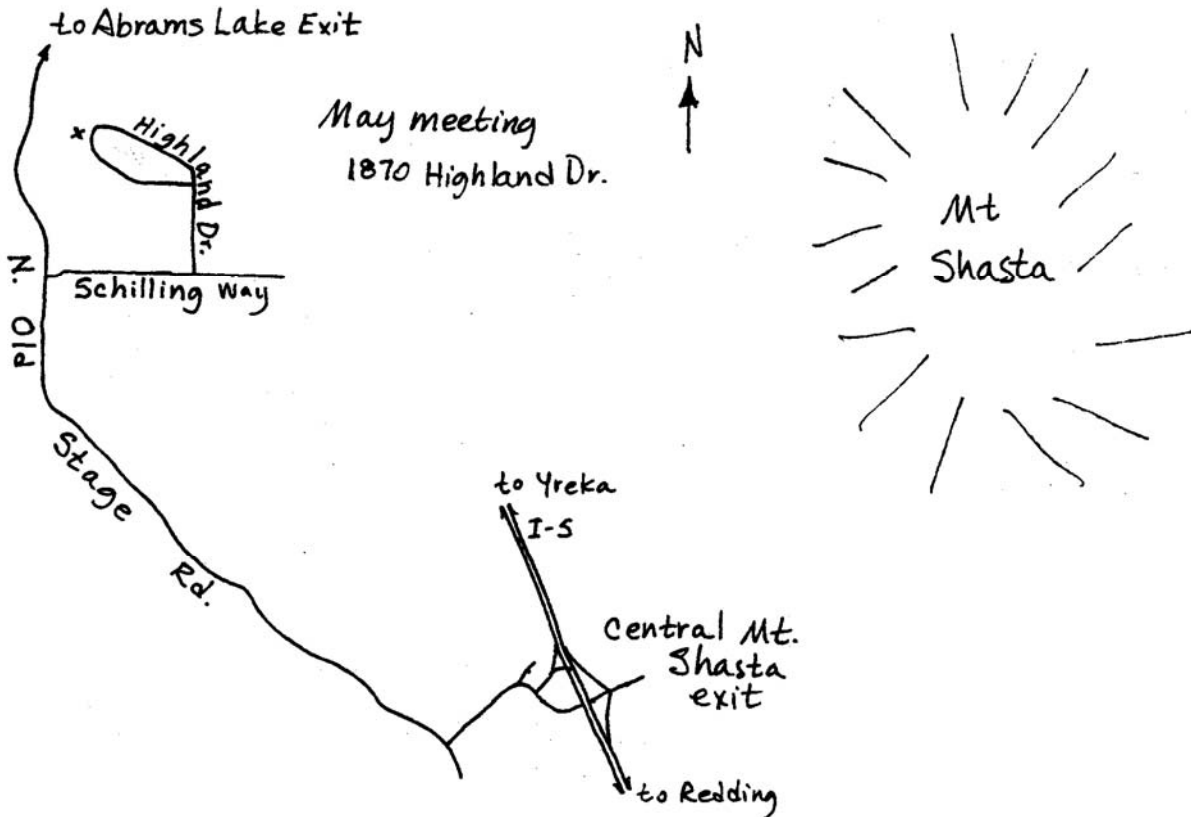 to Abrams Lake Exit
N
May meeting
1870 Highland Dr.
x
Highland Dr.
Mt
Shasta
Schilling Way
N. Old Stage Rd.
to Yreka
I-5
Central Mt.
Shasta
exit
to Redding